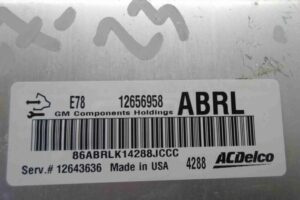 E78 12656958 ABRL
GM Components Holdings
86ABRLK14288JCCC
Serv.# 12643636 Made in USA 4288 ACDelco